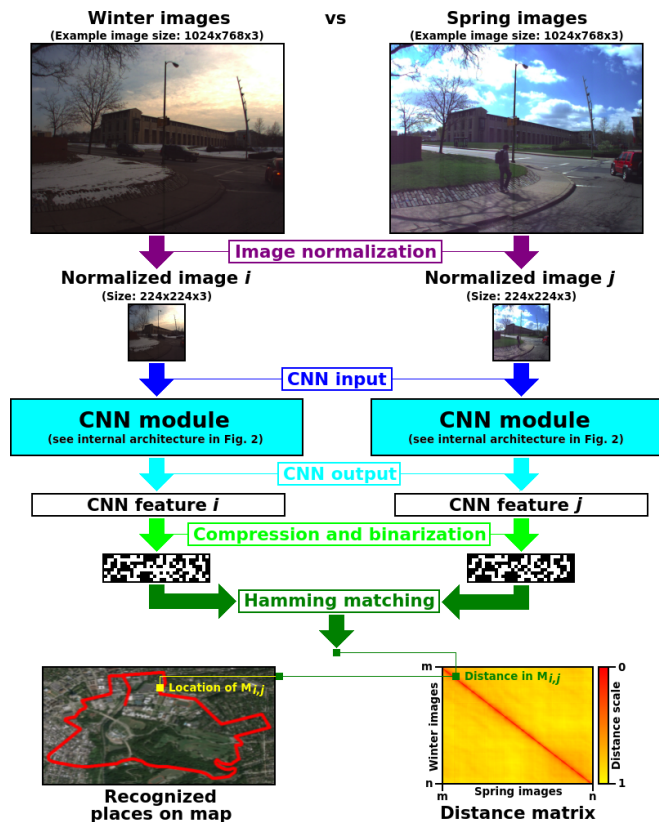 Winter images vs Spring images
(Example image size: 1024x768x3) (Example image size: 1024x768x3)
Image normalization
Normalized image i Normalized image j
(Size: 224x224x3) (Size: 224x224x3)
CNN input
CNN module CNN module
(see internal architecture in Fig. 2) (see internal architecture in Fig. 2)
CNN output
CNN feature i CNN feature j
Compression and binarization
Hamming matching
Location of Mi,j
Recognized
places on map
m
Distance in Mi,j
Winter images
n
m Spring images n
0
Distance scale
1
Distance matrix